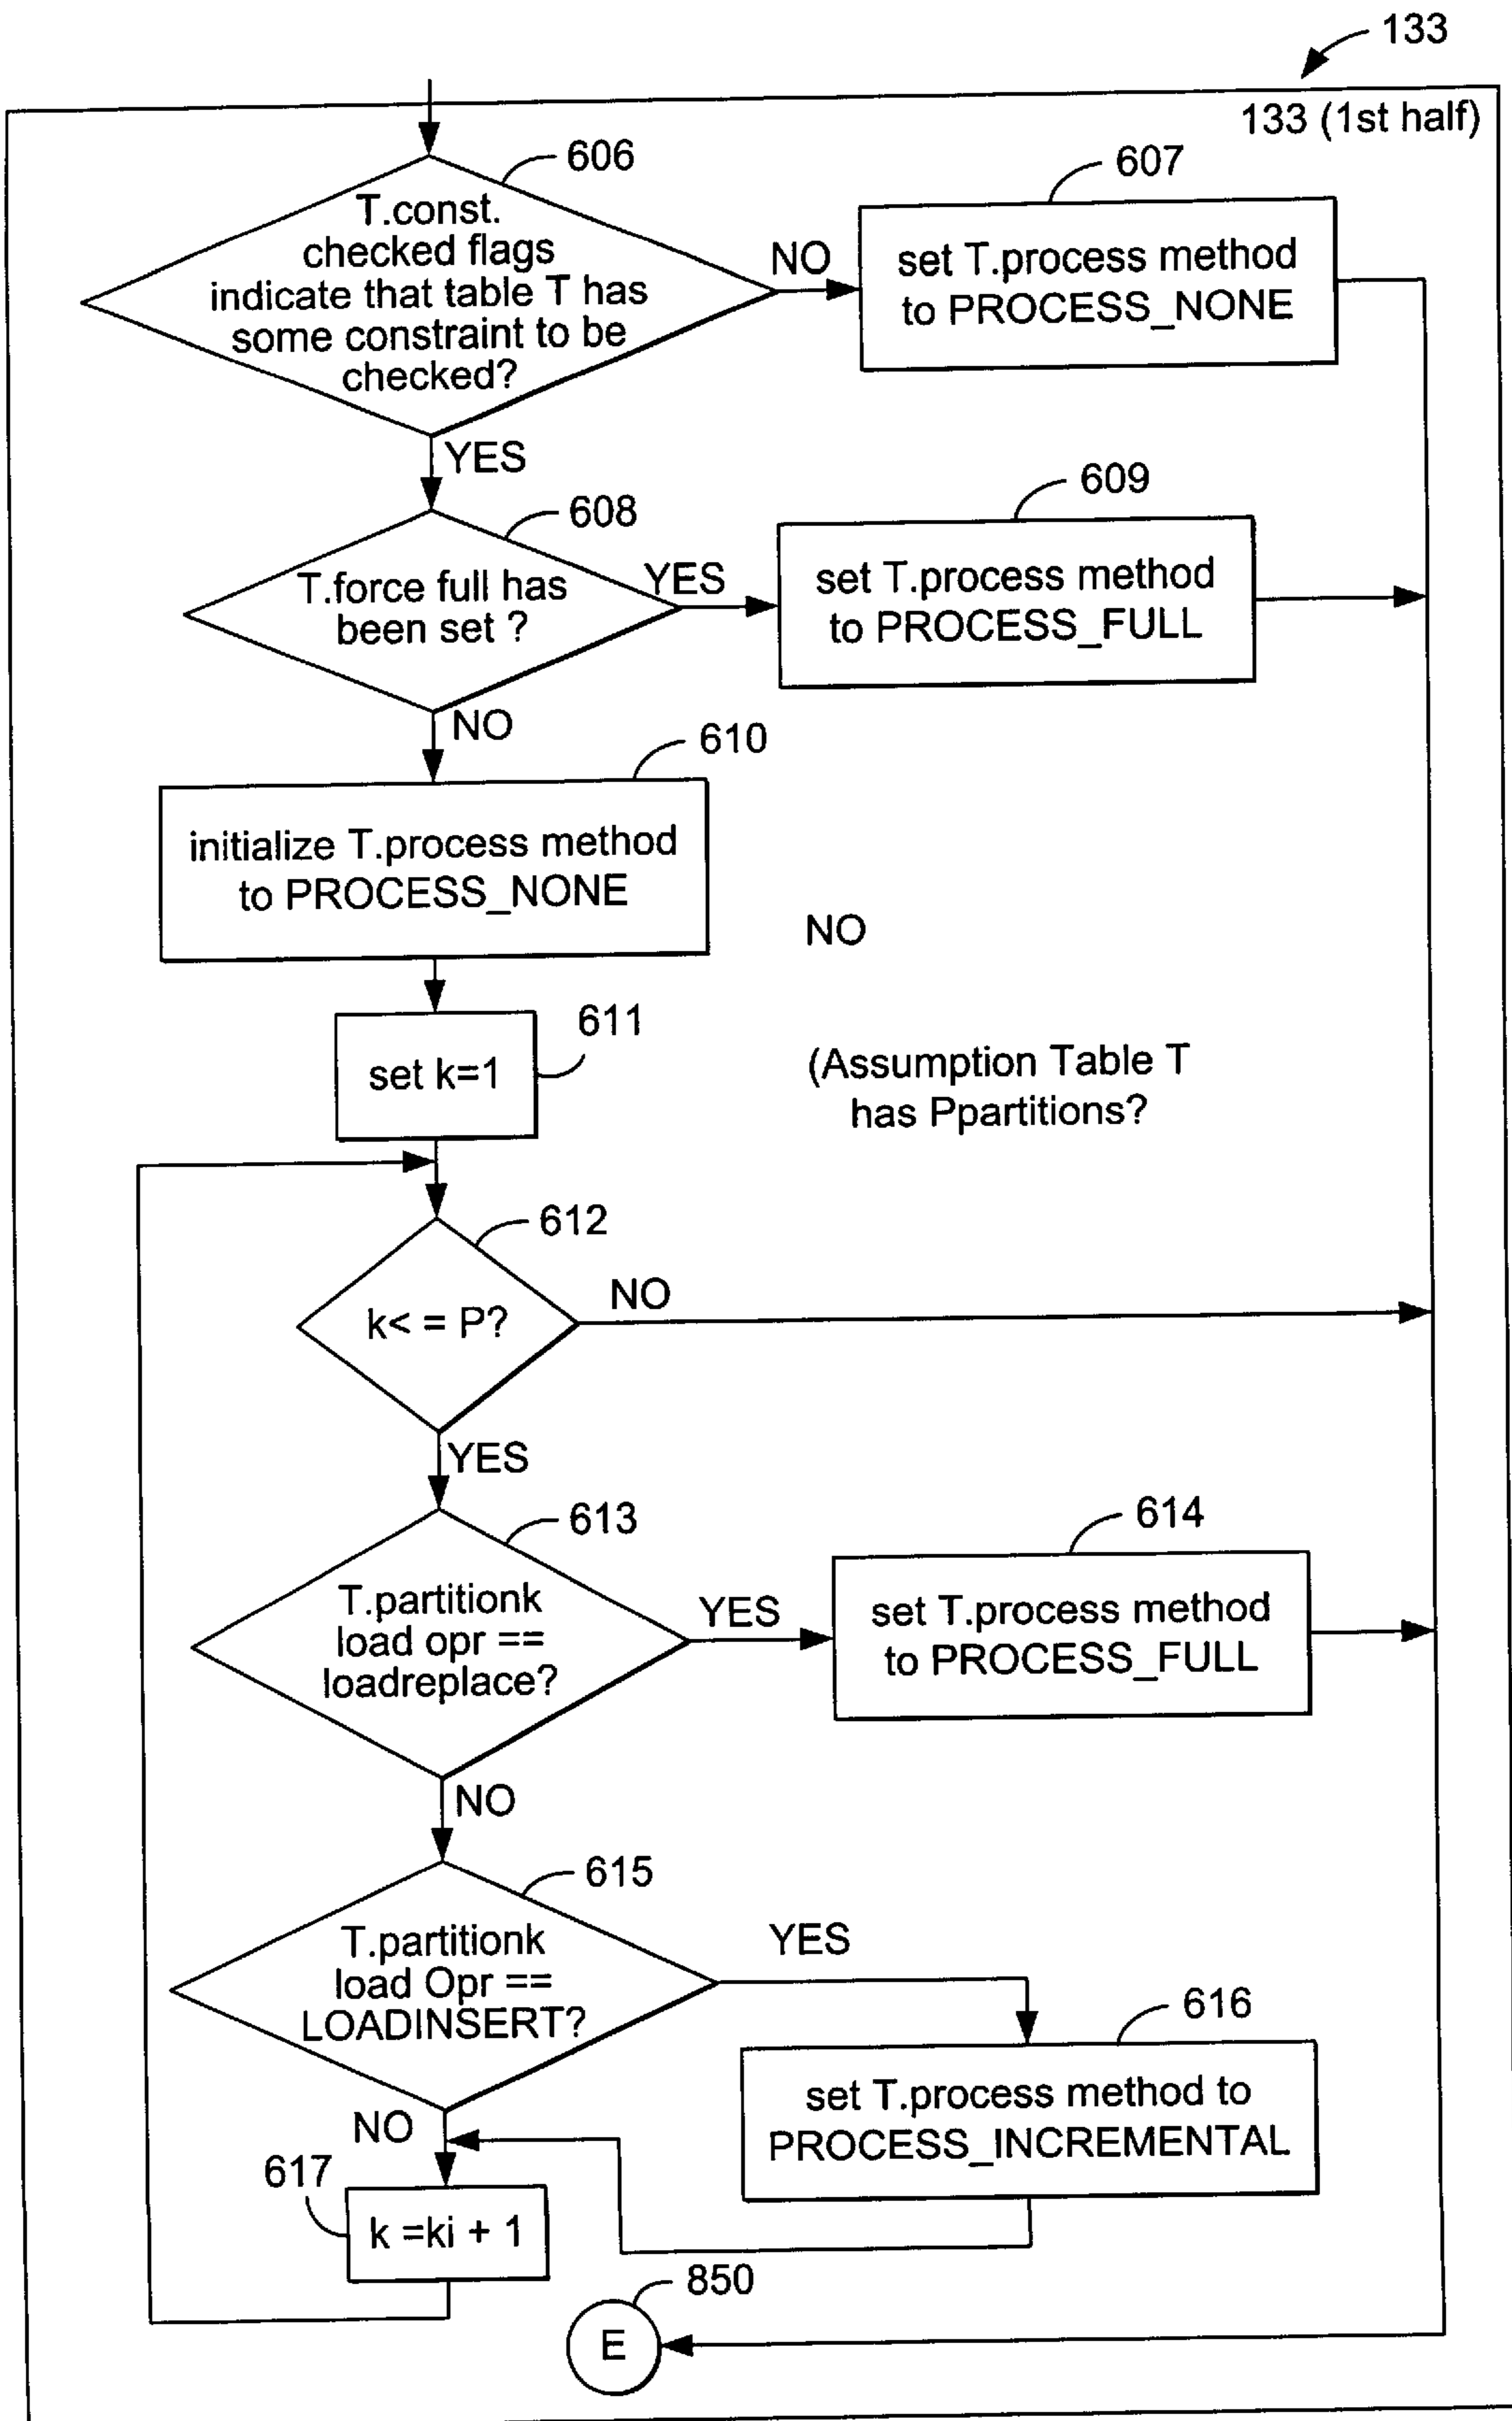 133
133 (1st half)
606
T.const.
checked flags
indicate that table T has
some constraint to be
checked?
NO
607
set T.process method
to PROCESS_NONE
YES
608
T.force full has
been set ?
YES
609
set T.process method
to PROCESS_FULL
NO
610
initialize T.process method
to PROCESS_NONE
NO
611
set k=1
(Assumption Table T
has Ppartitions?
612
k< = P?
NO
YES
613
T.partitionk
load opr ==
loadreplace?
YES
614
set T.process method
to PROCESS_FULL
NO
615
T.partitionk
load Opr ==
LOADINSERT?
YES
616
set T.process method to
PROCESS_INCREMENTAL
NO
617
k =ki + 1
850
E